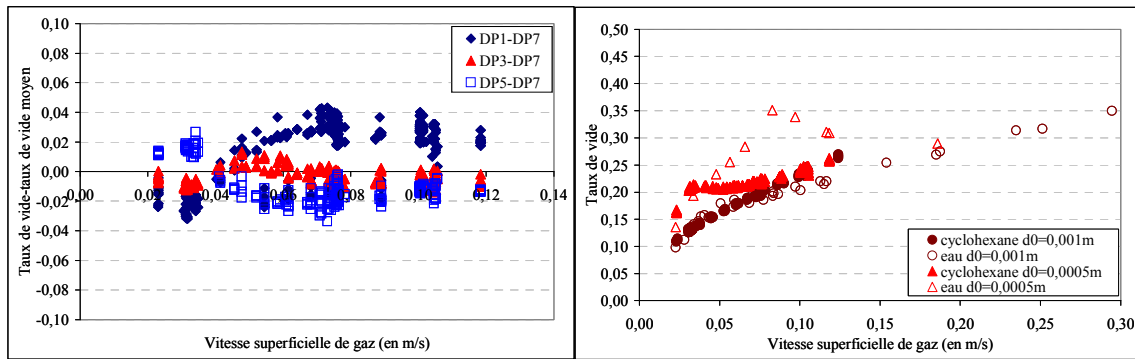 Taux de vide-taux de vide moyen
0,10
0,08
0,06
0,04
0,02
0,00
-0,02
-0,04
-0,06
-0,08
-0,10
0,00 0,02 0,04 0,06 0,08 0,10 0,12 0,14
Vitesse superficielle de gaz (en m/s)
DP1-DP7
DP3-DP7
DP5-DP7
Taux de vide
0,50
0,45
0,40
0,35
0,30
0,25
0,20
0,15
0,10
0,05
0,00
0,00 0,05 0,10 0,15 0,20 0,25 0,30
Vitesse superficielle de gaz (en m/s)
cyclohexane d0=0,001m
eau d0=0,001m
cyclohexane d0=0,0005m
eau d0=0,0005m